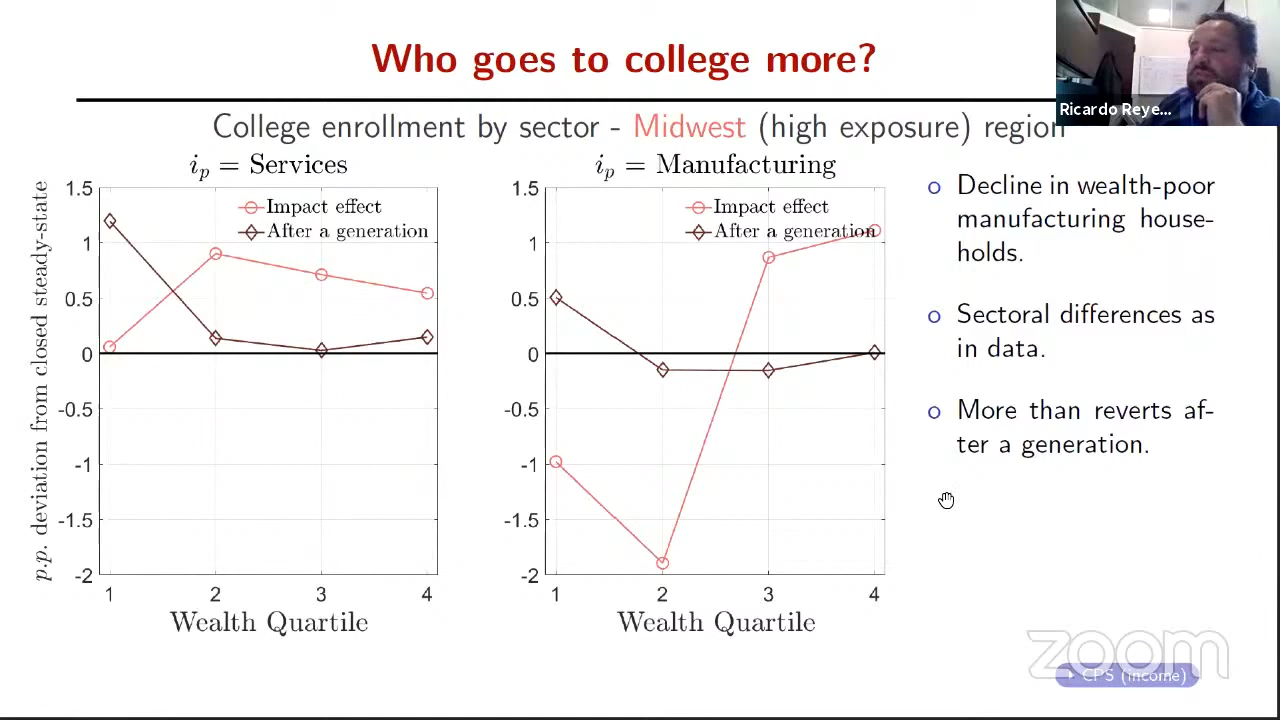 Who goes to college more?
Ricardo Reye...
College enrollment by sector - Midwest (high exposure) region
i_p = Services
p.p. deviation from closed steady-state
1.5
1
0.5
0
-0.5
-1
-1.5
-2
Impact effect
After a generation
1 2 3 4
Wealth Quartile
i_p = Manufacturing
1.5
1
0.5
0
-0.5
-1
-1.5
-2
Impact effect
After a generation
1 2 3 4
Wealth Quartile
Decline in wealth-poor
manufacturing house-
holds.
Sectoral differences as
in data.
More than reverts af-
ter a generation.
zoom
CPS (income)